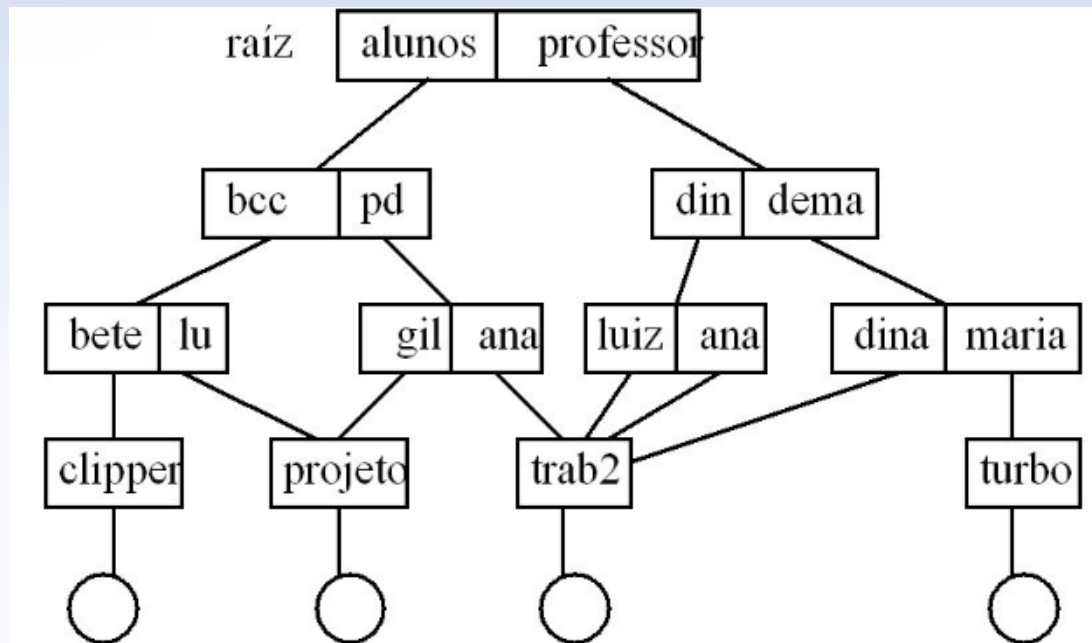 raíz alunos professor
bcc pd din dema
bete lu gil ana luiz ana dina maria
clipper projeto trab2 turbo